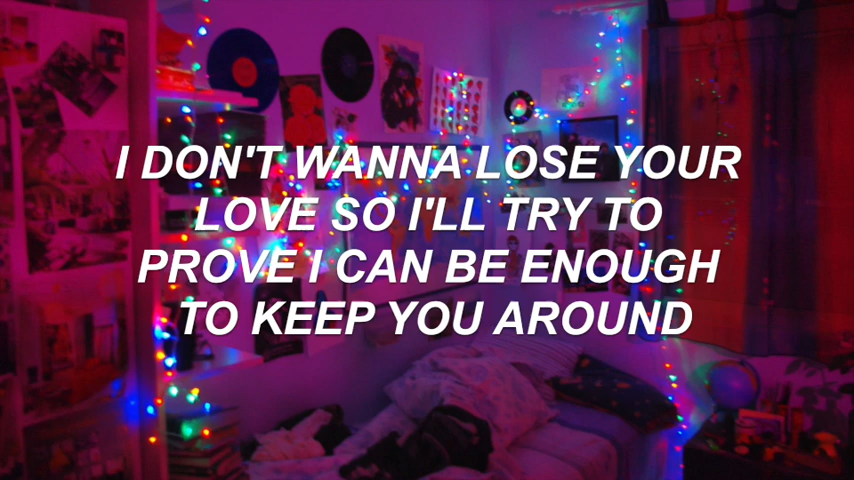 I DON'T WANNA LOSE YOUR
LOVE SO I'LL TRY TO
PROVE I CAN BE ENOUGH
TO KEEP YOU AROUND